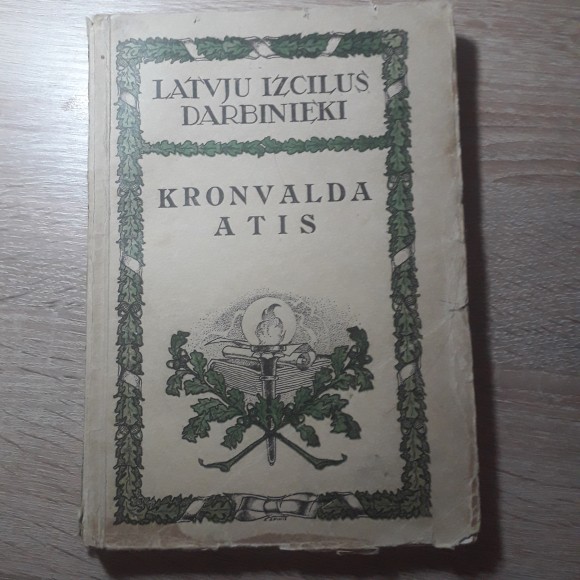 LATVJU IZCILUS
DARBINIEKI
KRONVALDA
ATIS